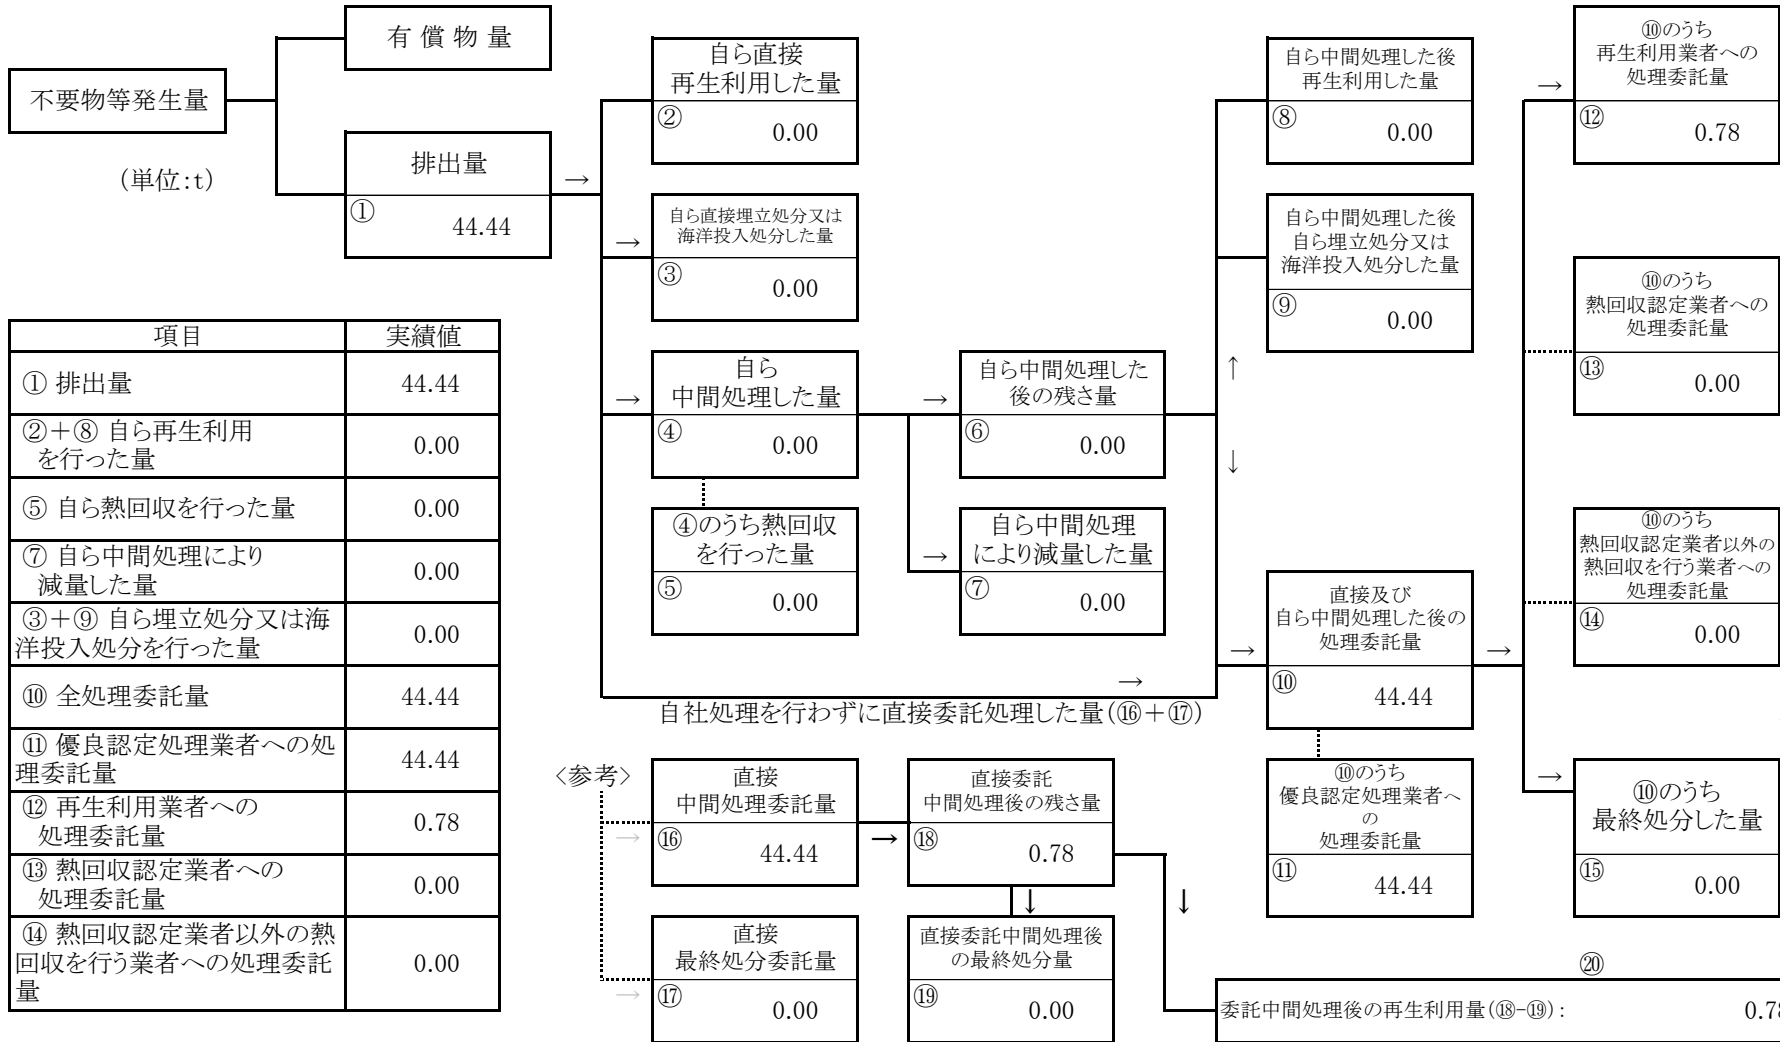 不要物等発生量
(単位:t)
有 償 物 量
排出量
→
①
44.44
自ら直接
再生利用した量
②
0.00
→
自ら直接埋立処分又は
海洋投入処分した量
③
0.00
→
自ら
中間処理した量
④
0.00
④のうち熱回収
を行った量
⑤
0.00
→
自ら中間処理した
後の残さ量
⑥
0.00
→
自ら中間処理
により減量した量
⑦
0.00
↑
↓
自ら中間処理した後
再生利用した量
⑧
0.00
自ら中間処理した後
自ら埋立処分又は
海洋投入処分した量
⑨
0.00
→
自社処理を行わずに直接委託処理した量(⑯+⑰)
→
直接及び
自ら中間処理した後の
処理委託量
⑩
44.44
⑩のうち
優良認定処理業者へ
の
処理委託量
⑪
44.44
→
→
⑩のうち
再生利用業者への
処理委託量
⑫
0.78
⑩のうち
熱回収認定業者への
処理委託量
⑬
0.00
⑩のうち
熱回収認定業者以外の
熱回収を行う業者への
処理委託量
⑭
0.00
→
⑩のうち
最終処分した量
⑮
0.00
項目 実績値
① 排出量 44.44
②+⑧ 自ら再生利用
を行った量 0.00
⑤ 自ら熱回収を行った量 0.00
⑦ 自ら中間処理により
減量した量 0.00
③+⑨ 自ら埋立処分又は海
洋投入処分を行った量 0.00
⑩ 全処理委託量 44.44
⑪ 優良認定処理業者への処
理委託量 44.44
⑫ 再生利用業者への
処理委託量 0.78
⑬ 熱回収認定業者への
処理委託量 0.00
⑭ 熱回収認定業者以外の熱
回収を行う業者への処理委託
量 0.00
<参考>
→
直接
中間処理委託量
⑯
44.44
→
直接委託
中間処理後の残さ量
⑱
0.78
↓
↓
→
直接
最終処分委託量
⑰
0.00
直接委託中間処理後
の最終処分量
⑲
0.00
⑳
委託中間処理後の再生利用量(⑱-⑲): 0.78